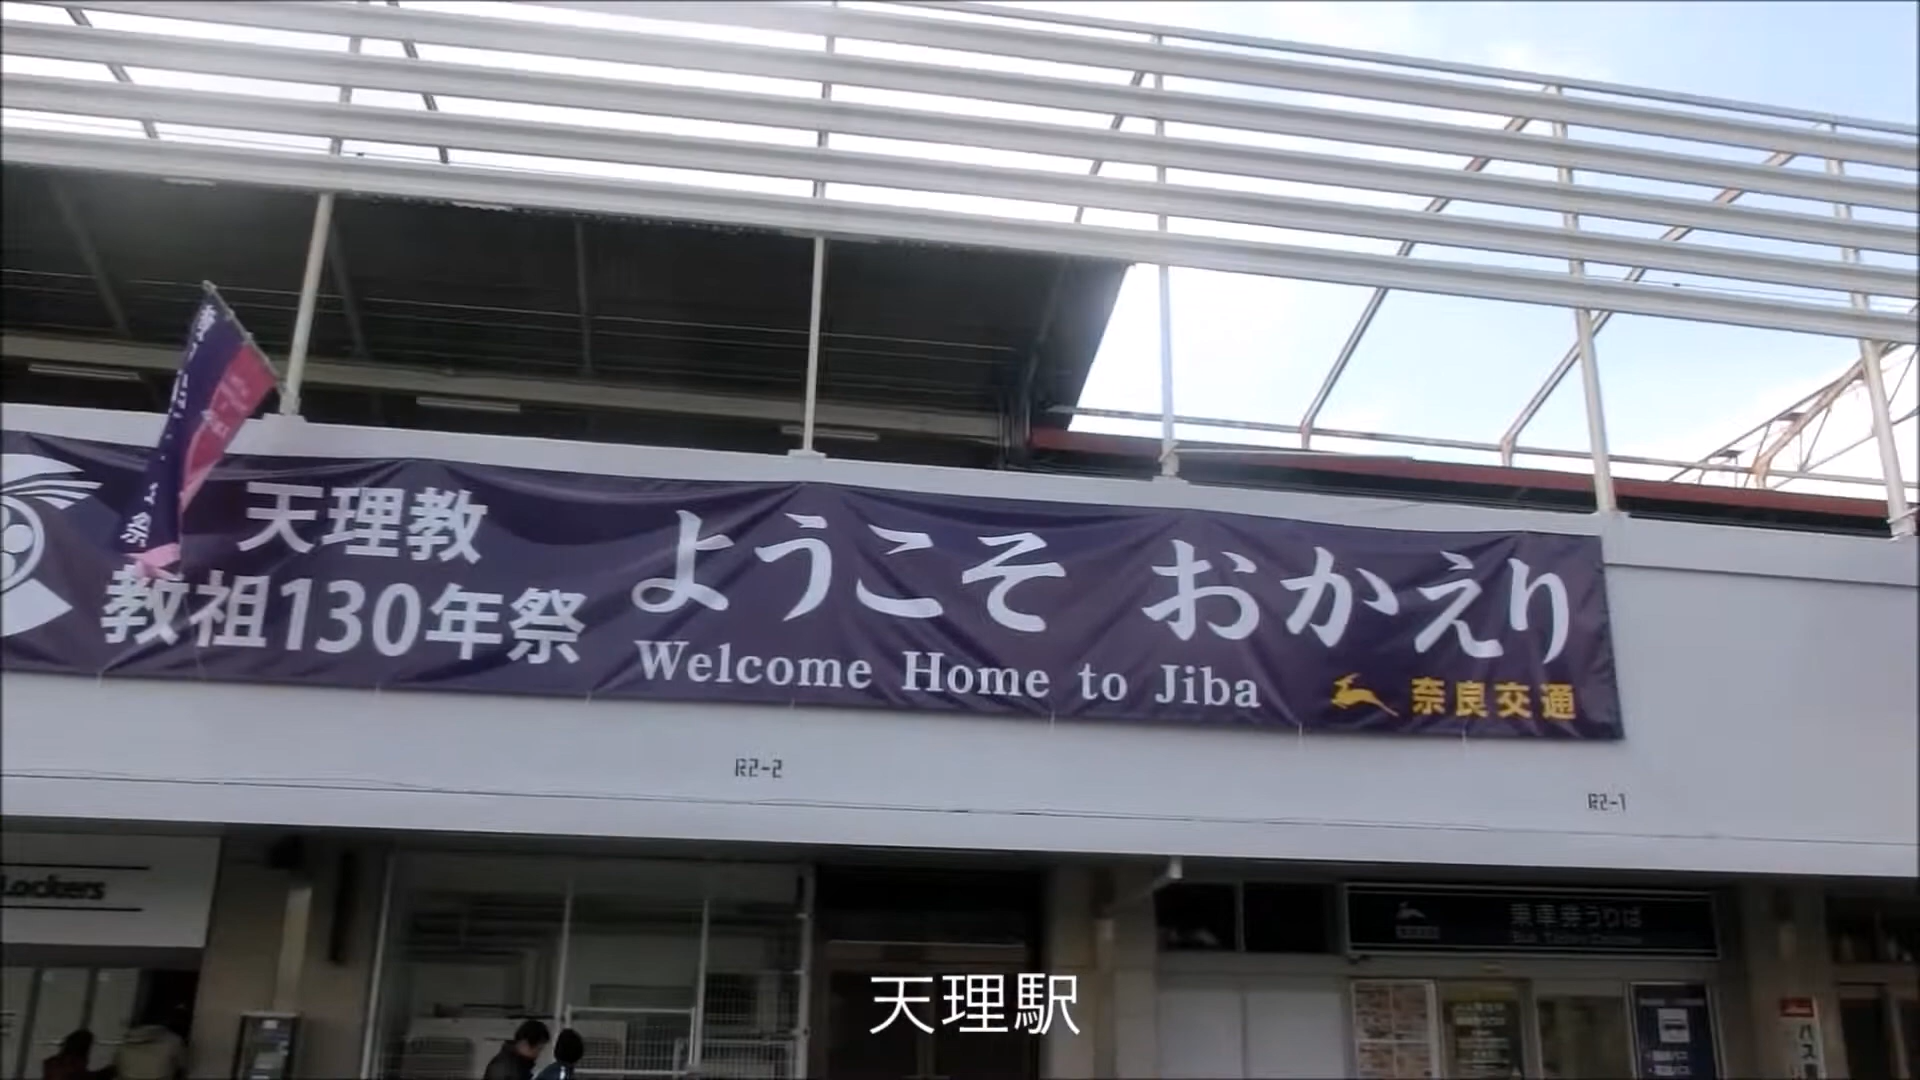 天理教
教祖130年祭
ようこそ おかえり
Welcome Home to Jiba
奈良交通
R2-2
R2-1
Lockers
乗車券うりば
天理駅